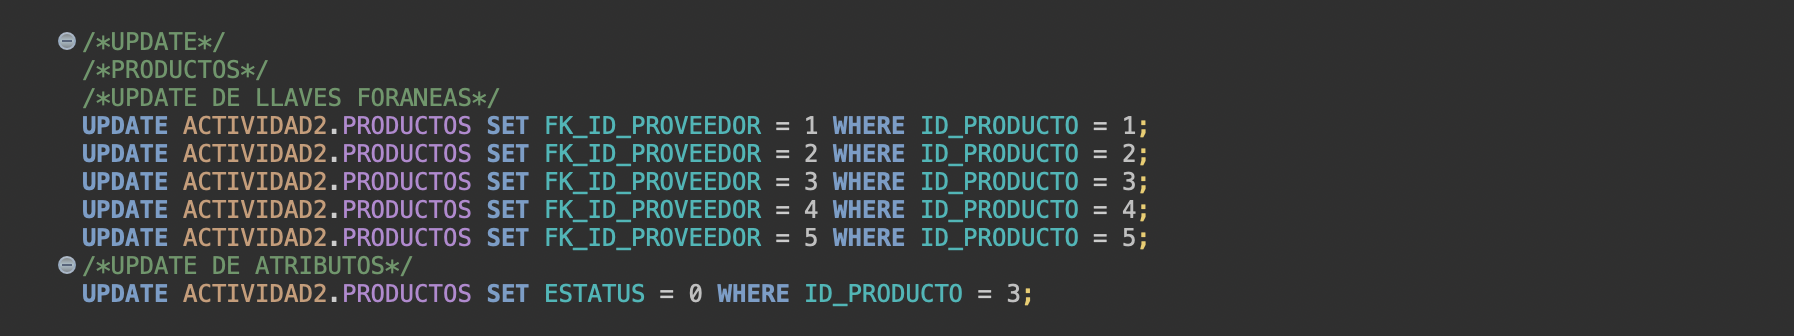 /*UPDATE*/
/*PRODUCTOS*/
/*UPDATE DE LLAVES FORANEAS*/
UPDATE ACTIVIDAD2.PRODUCTOS SET FK_ID_PROVEEDOR = 1 WHERE ID_PRODUCTO = 1;
UPDATE ACTIVIDAD2.PRODUCTOS SET FK_ID_PROVEEDOR = 2 WHERE ID_PRODUCTO = 2;
UPDATE ACTIVIDAD2.PRODUCTOS SET FK_ID_PROVEEDOR = 3 WHERE ID_PRODUCTO = 3;
UPDATE ACTIVIDAD2.PRODUCTOS SET FK_ID_PROVEEDOR = 4 WHERE ID_PRODUCTO = 4;
UPDATE ACTIVIDAD2.PRODUCTOS SET FK_ID_PROVEEDOR = 5 WHERE ID_PRODUCTO = 5;
/*UPDATE DE ATRIBUTOS*/
UPDATE ACTIVIDAD2.PRODUCTOS SET ESTATUS = 0 WHERE ID_PRODUCTO = 3;